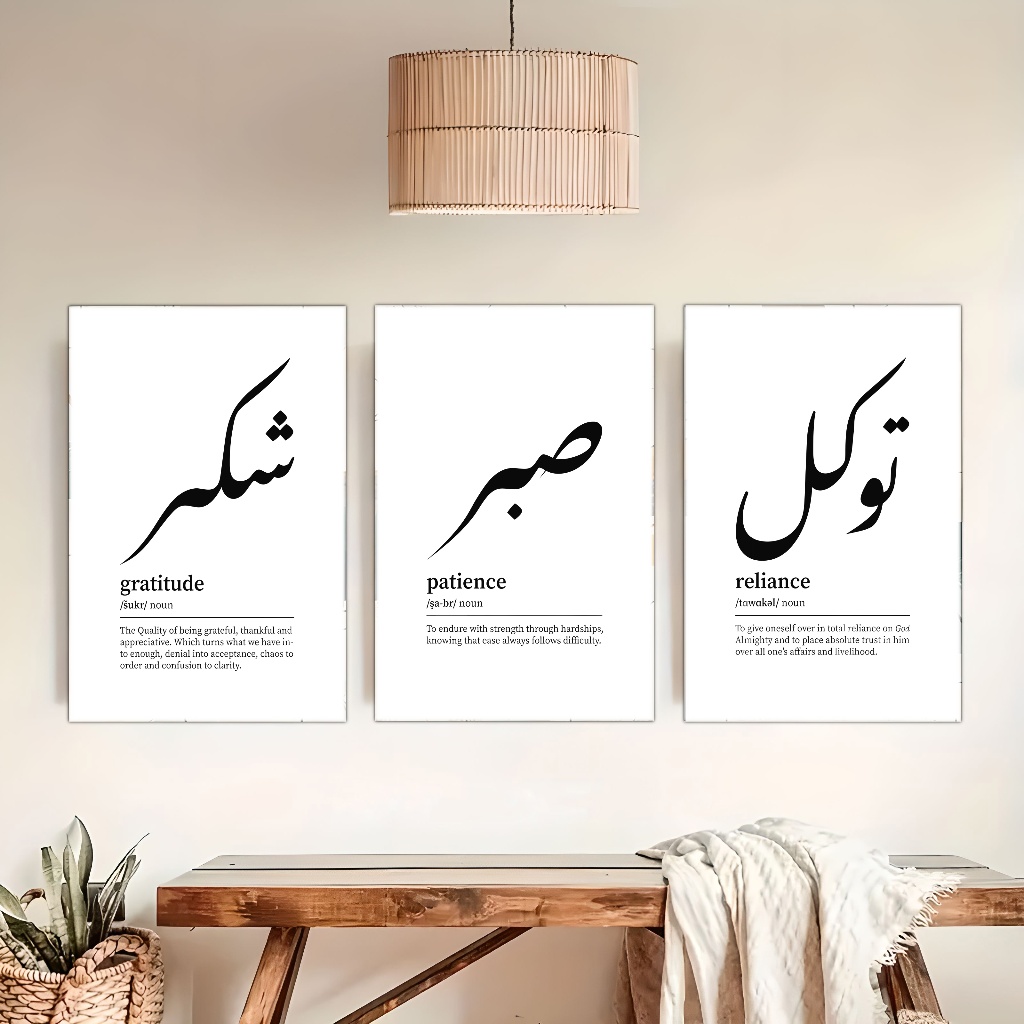 شكر
gratitude
/šukr/ noun
The Quality of being grateful, thankful and
appreciative. Which turns what we have in-
to enough, denial into acceptance, chaos to
order and confusion to clarity.
صبر
patience
/ṣa-br/ noun
To endure with strength through hardships,
knowing that ease always follows difficulty.
توكل
reliance
/tawakal/ noun
To give oneself over in total reliance on God
Almighty and to place absolute trust in him
over all one's affairs and livelihood.